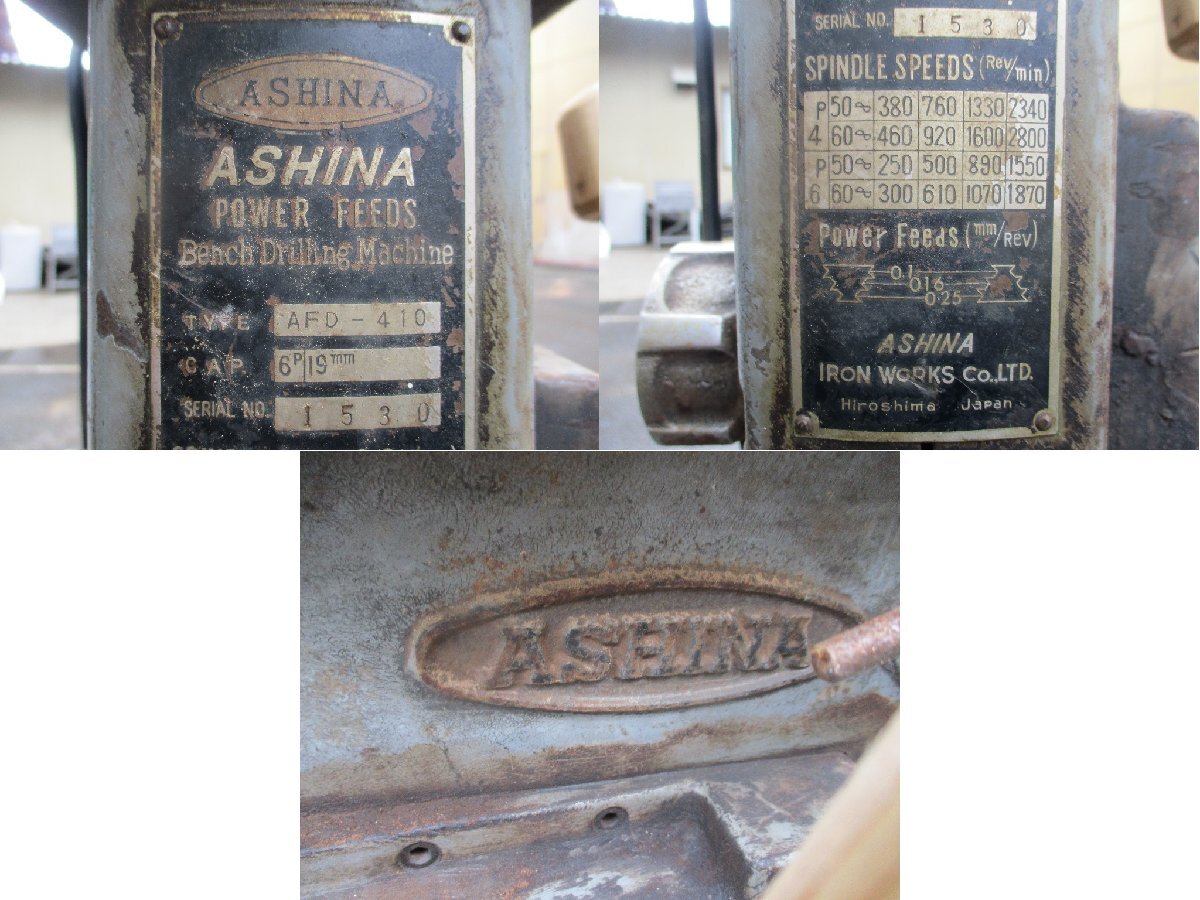 ASHINA
ASHINA
POWER FEEDS
Bench Drilling Machine
TYPE AFD-410
CAP. 6P 19mm
SERIAL NO. 1530
SERIAL NO. 1530
SPINDLE SPEEDS (Rev/min)
P 50~ 380 760 1330 2340
4 60~ 460 920 1600 2800
P 50~ 250 500 890 1550
6 60~ 300 610 1070 1870
Power Feeds (mm/Rev)
0.1
0.16
0.25
ASHINA
IRON WORKS Co.,LTD.
Hiroshima Japan
ASHINA